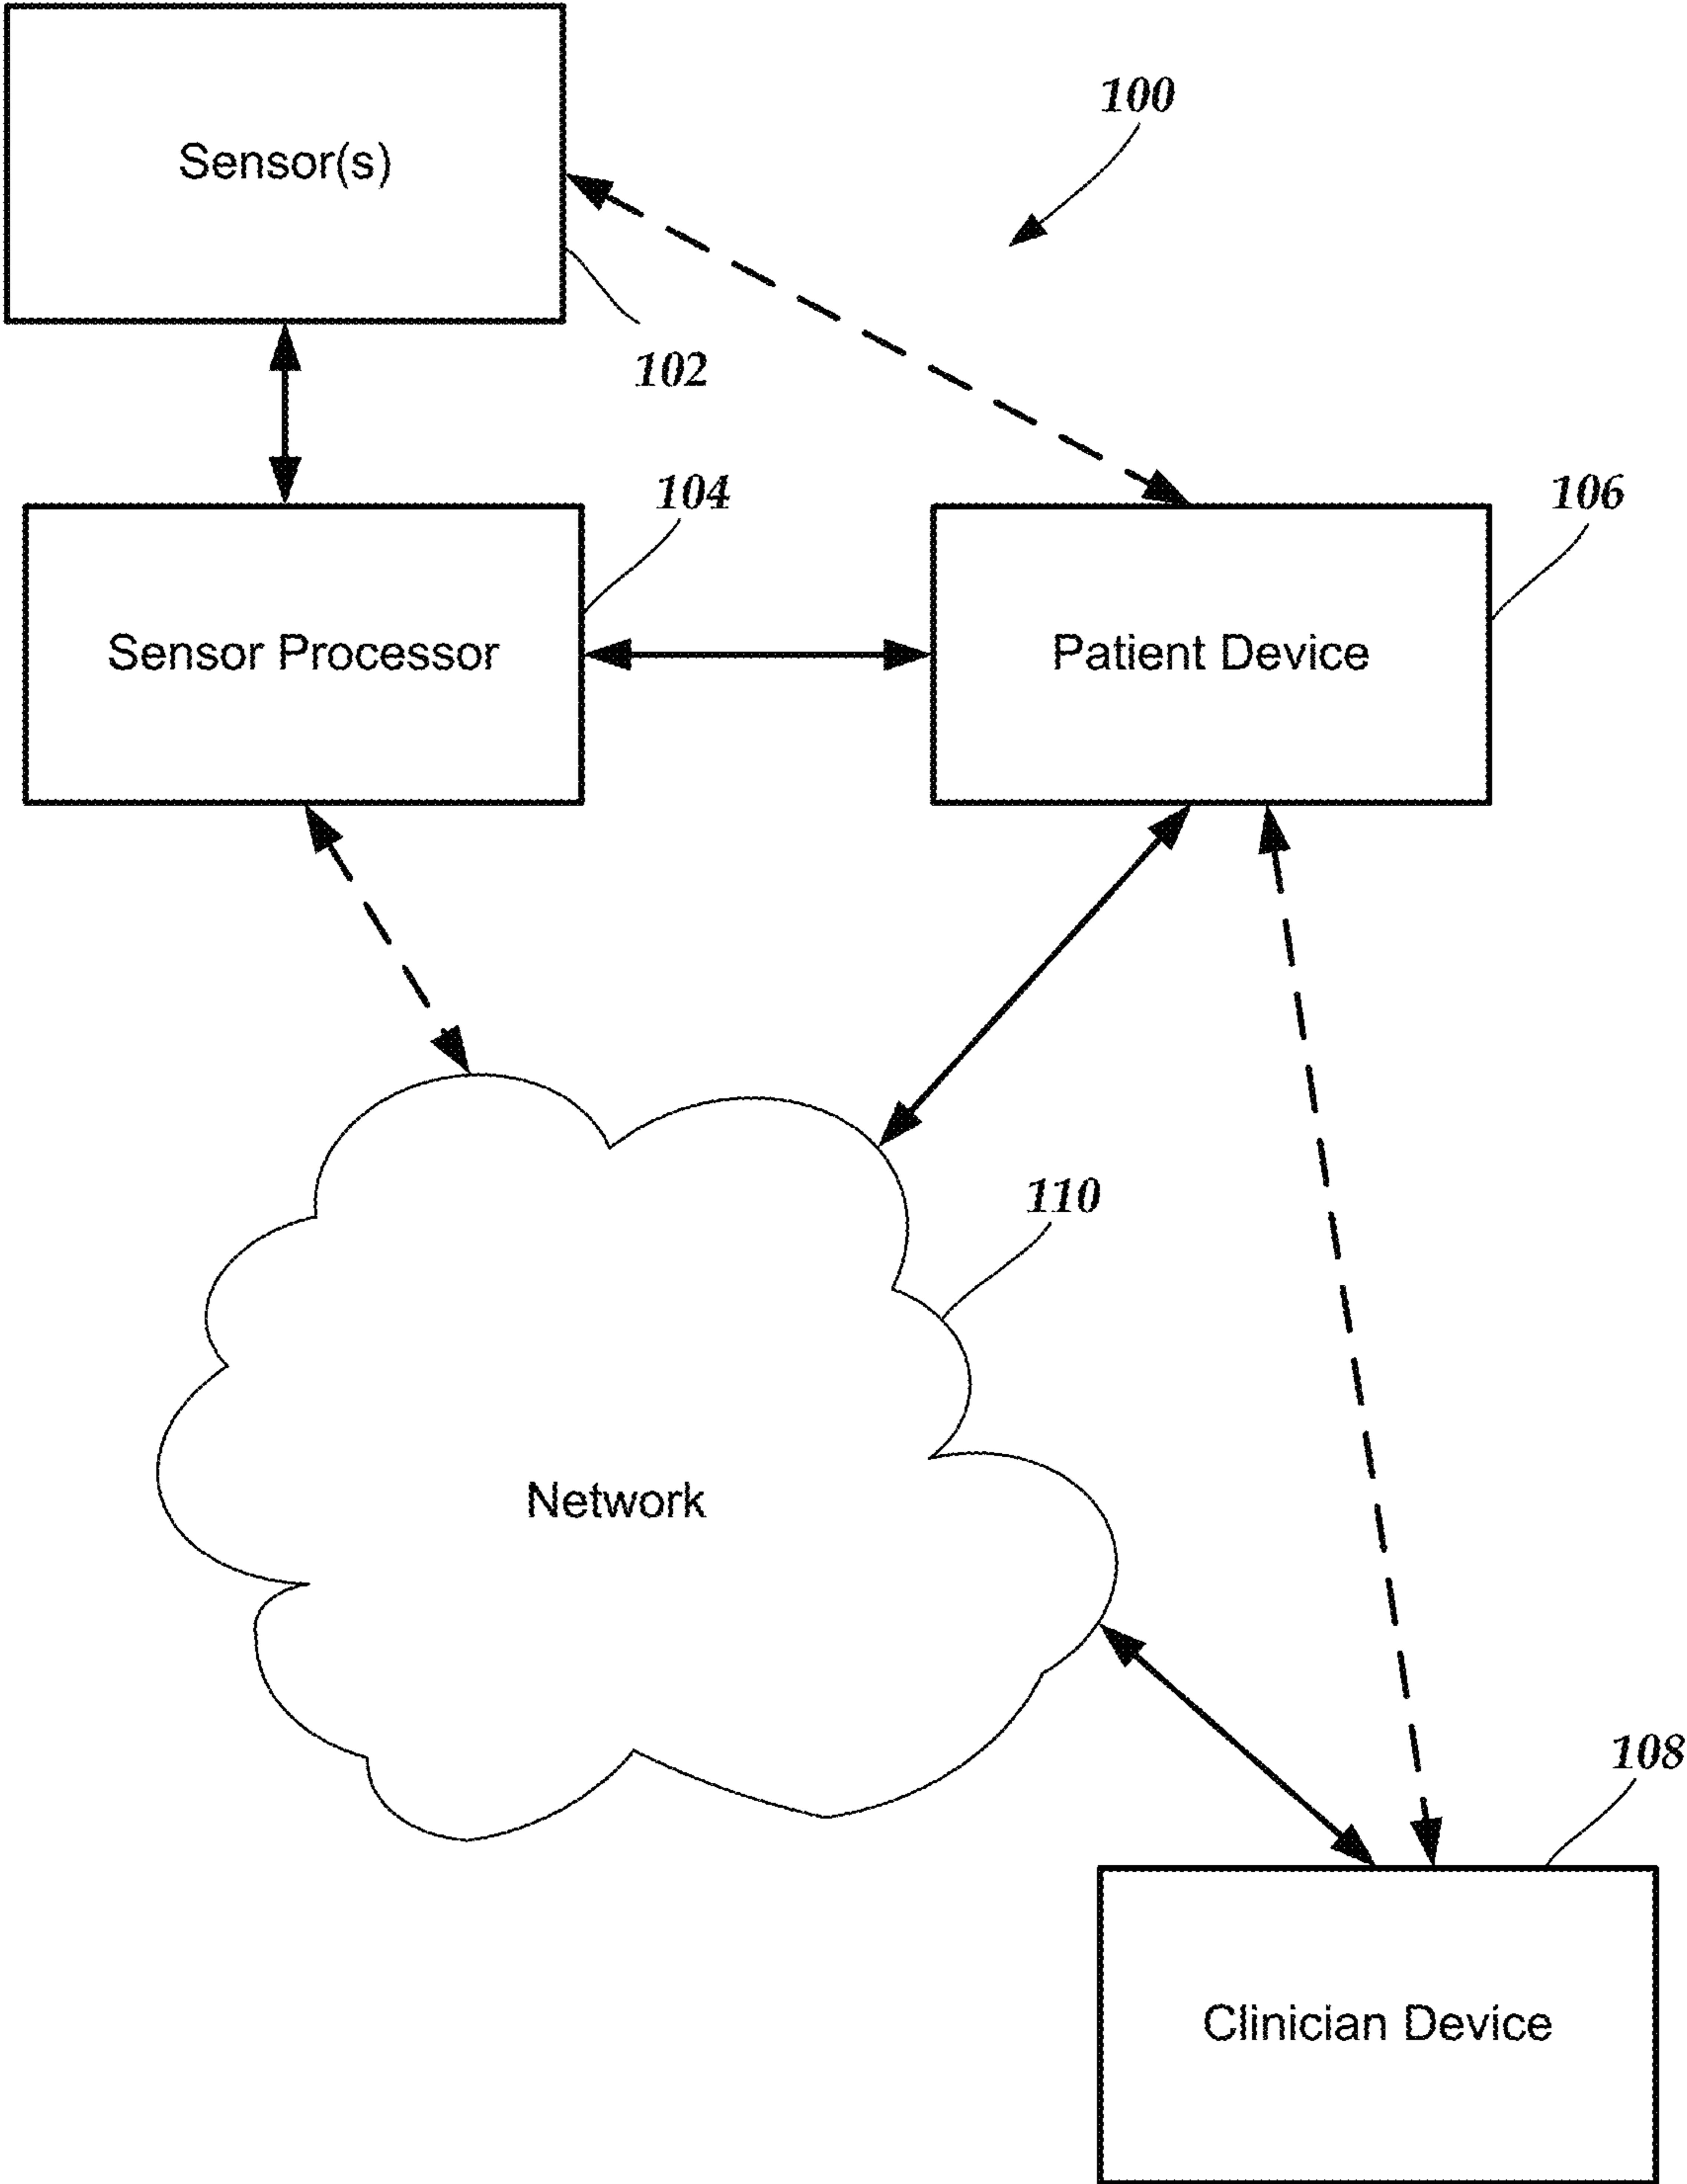 100
Sensor(s)
102
104
106
Sensor Processor
Patient Device
110
Network
108
Clinician Device